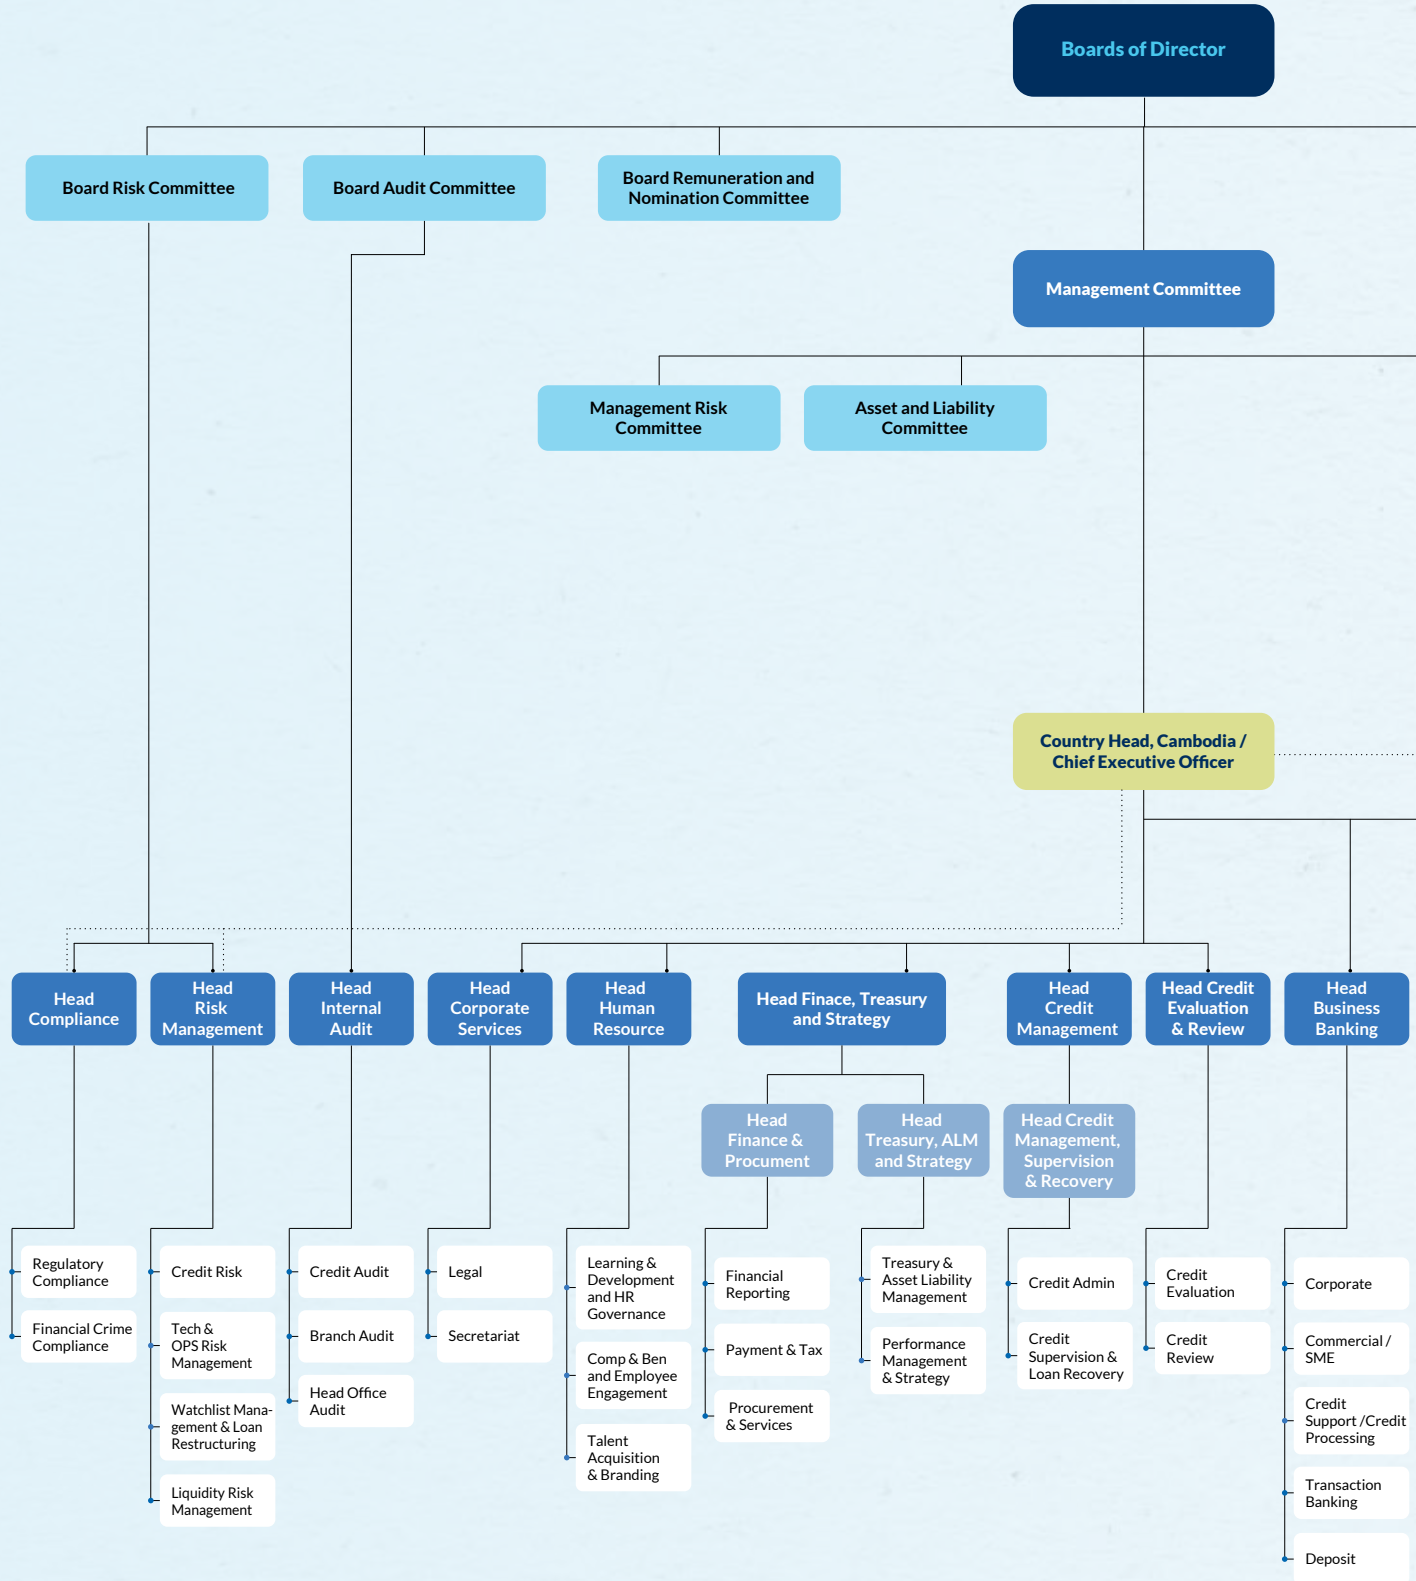 Boards of Director
Board Risk Committee
Board Audit Committee
Board Remuneration and
Nomination Committee
Management Committee
Management Risk
Committee
Asset and Liability
Committee
Country Head, Cambodia /
Chief Executive Officer
Head
Compliance
Head
Risk
Management
Head
Internal
Audit
Head
Corporate
Services
Head
Human
Resource
Head Finace, Treasury
and Strategy
Head
Credit
Management
Head Credit
Evaluation
& Review
Head
Business
Banking
Head
Finance &
Procument
Head
Treasury, ALM
and Strategy
Head Credit
Management,
Supervision
& Recovery
Regulatory
Compliance
Financial Crime
Compliance
Credit Risk
Tech &
OPS Risk
Management
Watchlist Mana-
gement & Loan
Restructuring
Liquidity Risk
Management
Credit Audit
Branch Audit
Head Office
Audit
Legal
Secretariat
Learning &
Development
and HR
Governance
Comp & Ben
and Employee
Engagement
Talent
Acquisition
& Branding
Financial
Reporting
Payment & Tax
Procurement
& Services
Treasury &
Asset Liability
Management
Performance
Management
& Strategy
Credit Admin
Credit
Supervision &
Loan Recovery
Credit
Evaluation
Credit
Review
Corporate
Commercial /
SME
Credit
Support /Credit
Processing
Transaction
Banking
Deposit